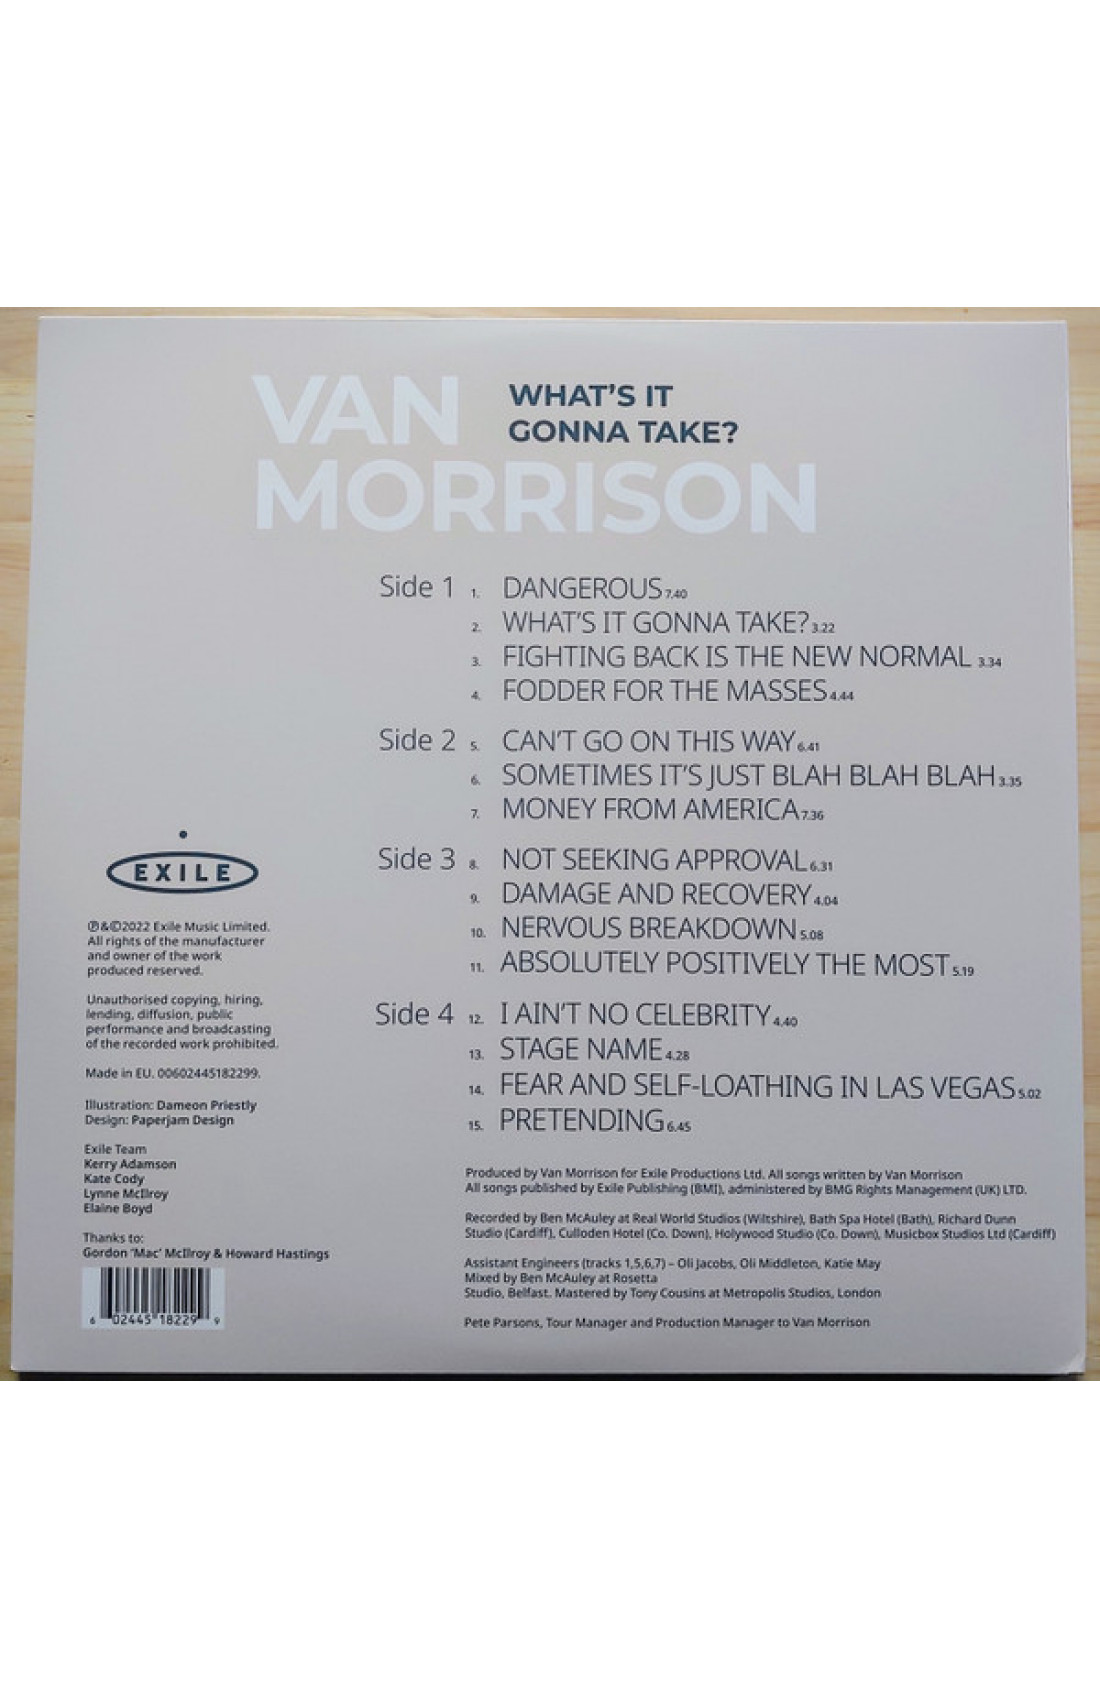 VAN
MORRISON
WHAT'S IT
GONNA TAKE?
Side 1 1. DANGEROUS 7.40
2. WHAT'S IT GONNA TAKE? 3.22
3. FIGHTING BACK IS THE NEW NORMAL 3.34
4. FODDER FOR THE MASSES 4.44
Side 2 5. CAN'T GO ON THIS WAY 6.41
6. SOMETIMES IT'S JUST BLAH BLAH BLAH 3.35
7. MONEY FROM AMERICA 7.36
Side 3 8. NOT SEEKING APPROVAL 6.31
9. DAMAGE AND RECOVERY 4.04
10. NERVOUS BREAKDOWN 5.08
11. ABSOLUTELY POSITIVELY THE MOST 5.19
Side 4 12. I AIN'T NO CELEBRITY 4.40
13. STAGE NAME 4.28
14. FEAR AND SELF-LOATHING IN LAS VEGAS 5.02
15. PRETENDING 6.45
EXILE
℗&©2022 Exile Music Limited.
All rights of the manufacturer
and owner of the work
produced reserved.
Unauthorised copying, hiring,
lending, diffusion, public
performance and broadcasting
of the recorded work prohibited.
Made in EU. 00602445182299.
Illustration: Dameon Priestly
Design: Paperjam Design
Exile Team
Kerry Adamson
Kate Cody
Lynne McIlroy
Elaine Boyd
Thanks to:
Gordon 'Mac' McIlroy & Howard Hastings
6 02445 18229 9
Produced by Van Morrison for Exile Productions Ltd. All songs written by Van Morrison
All songs published by Exile Publishing (BMI), administered by BMG Rights Management (UK) LTD.
Recorded by Ben McAuley at Real World Studios (Wiltshire), Bath Spa Hotel (Bath), Richard Dunn
Studio (Cardiff), Culloden Hotel (Co. Down), Holywood Studio (Co. Down), Musicbox Studios Ltd (Cardiff)
Assistant Engineers (tracks 1,5,6,7) – Oli Jacobs, Oli Middleton, Katie May
Mixed by Ben McAuley at Rosetta
Studio, Belfast. Mastered by Tony Cousins at Metropolis Studios, London
Pete Parsons, Tour Manager and Production Manager to Van Morrison